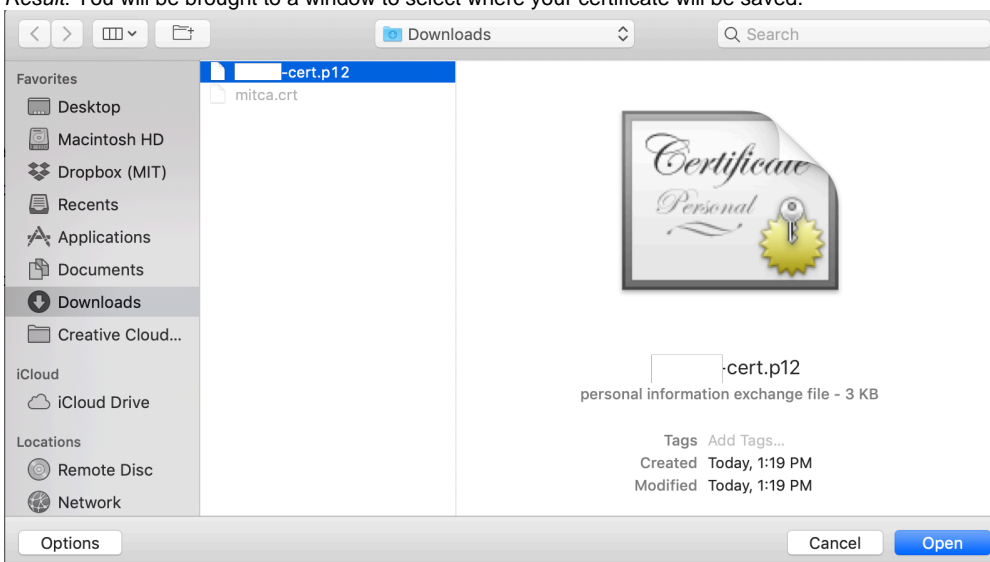 Result: You will be brought to a window to select where your certificate will be saved.
Downloads
Search
Favorites
Desktop
Macintosh HD
Dropbox (MIT)
Recents
Applications
Documents
Downloads
Creative Cloud...
iCloud
iCloud Drive
Locations
Remote Disc
Network
-cert.p12
mitca.crt
Certificate
Personal
-cert.p12
personal information exchange file - 3 KB
Tags Add Tags...
Created Today, 1:19 PM
Modified Today, 1:19 PM
Options
Cancel
Open